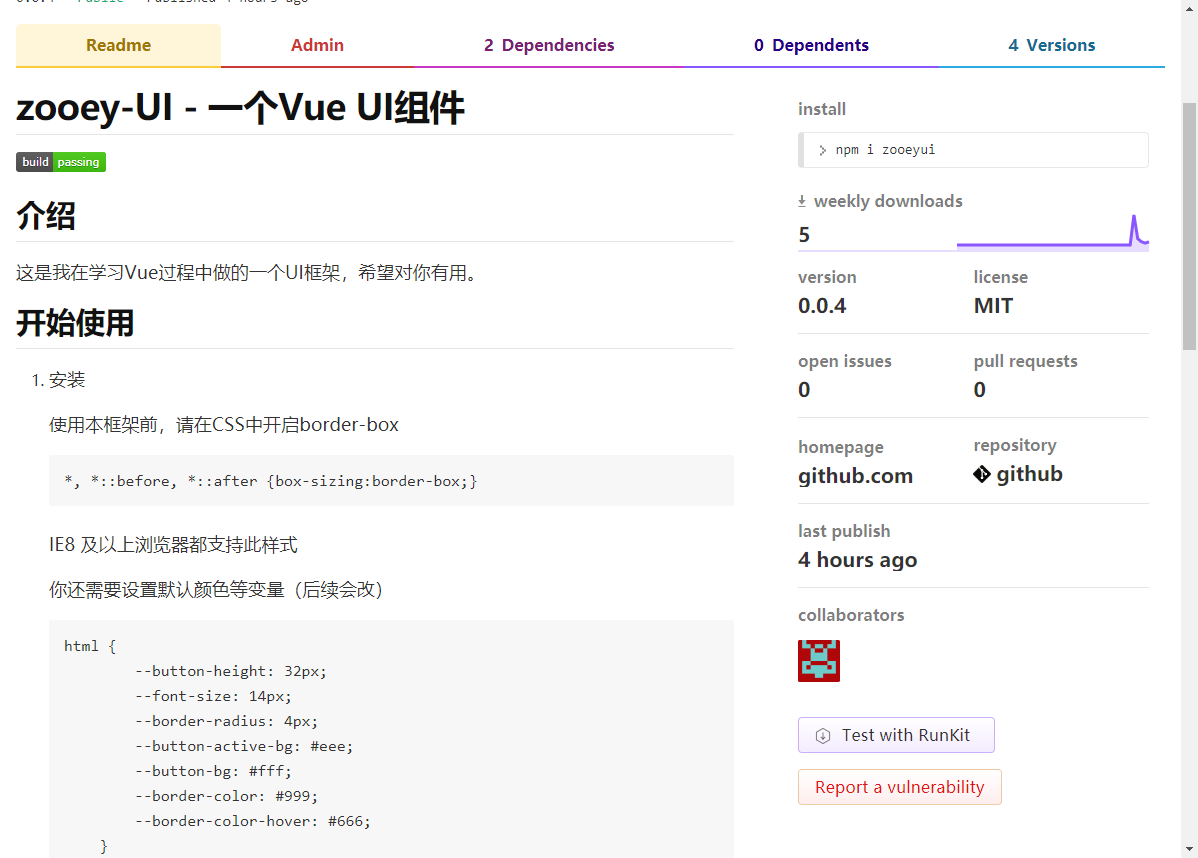 Readme
Admin
2 Dependencies
0 Dependents
4 Versions
zooey-UI - 一个Vue UI组件
build passing
介绍
这是我在学习Vue过程中做的一个UI框架，希望对你有用。
开始使用
1. 安装
使用本框架前，请在CSS中开启border-box
*, *::before, *::after {box-sizing:border-box;}
IE8 及以上浏览器都支持此样式
你还需要设置默认颜色等变量（后续会改）
html {
--button-height: 32px;
--font-size: 14px;
--border-radius: 4px;
--button-active-bg: #eee;
--button-bg: #fff;
--border-color: #999;
--border-color-hover: #666;
}
install
> npm i zooeyui
weekly downloads
5
version
0.0.4
license
MIT
open issues
0
pull requests
0
homepage
github.com
repository
github
last publish
4 hours ago
collaborators
Test with RunKit
Report a vulnerability